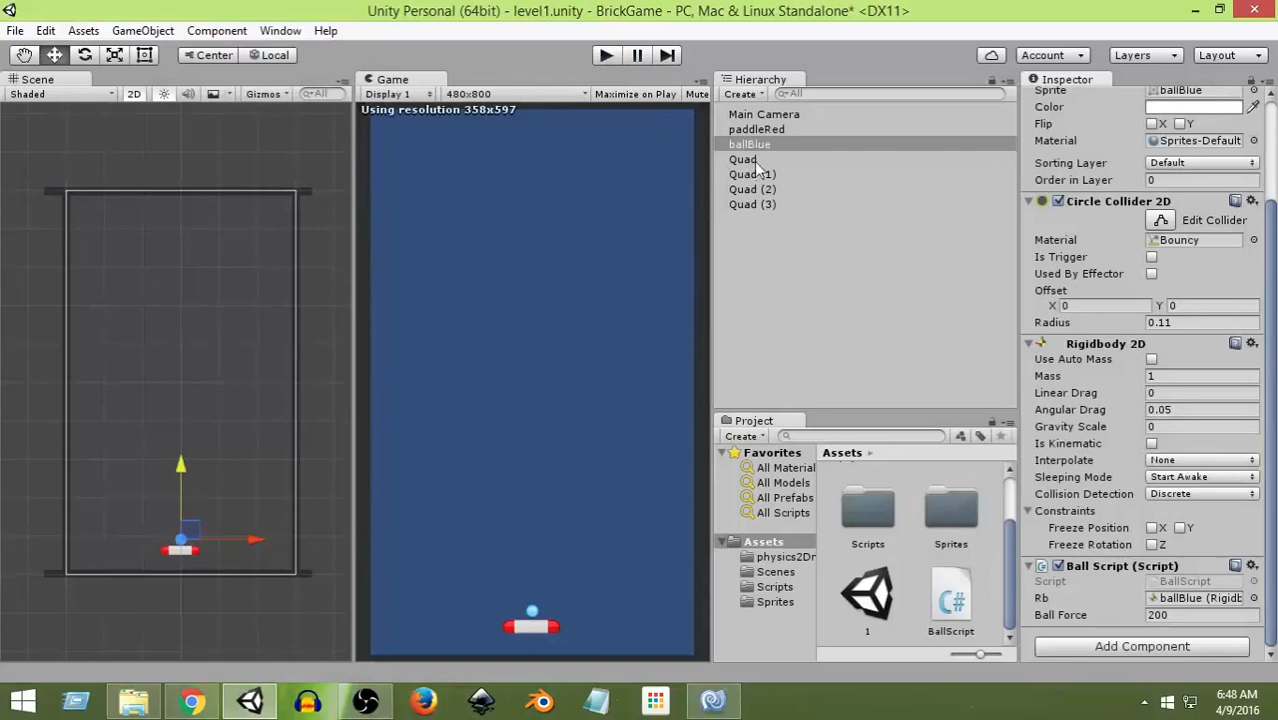 Unity Personal (64bit) - level1.unity - BrickGame - PC, Mac & Linux Standalone* <DX11>
File Edit Assets GameObject Component Window Help
Center Local Account Layers Layout
Scene
Shaded 2D Gizmos All
Game
Display 1 480x800 Maximize on Play Mute
Using resolution 358x597
Hierarchy
Create All
Main Camera
paddleRed
ballBlue
Quad
Quad (1)
Quad (2)
Quad (3)
Project
Create
Favorites
All Material
All Models
All Prefabs
All Scripts
Assets
physics2Dr
Scenes
Scripts
Sprites
Assets
Scripts Sprites
1 BallScript
C#
Inspector
Sprite ballBlue
Color
Flip X Y
Material Sprites-Default
Sorting Layer Default
Order in Layer 0
Circle Collider 2D
Edit Collider
Material Bouncy
Is Trigger
Used By Effector
Offset
X 0 Y 0
Radius 0.11
Rigidbody 2D
Use Auto Mass
Mass 1
Linear Drag 0
Angular Drag 0.05
Gravity Scale 0
Is Kinematic
Interpolate None
Sleeping Mode Start Awake
Collision Detection Discrete
Constraints
Freeze Position X Y
Freeze Rotation Z
Ball Script (Script)
Script BallScript
Rb ballBlue (Rigidb
Ball Force 200
Add Component
6:48 AM
4/9/2016